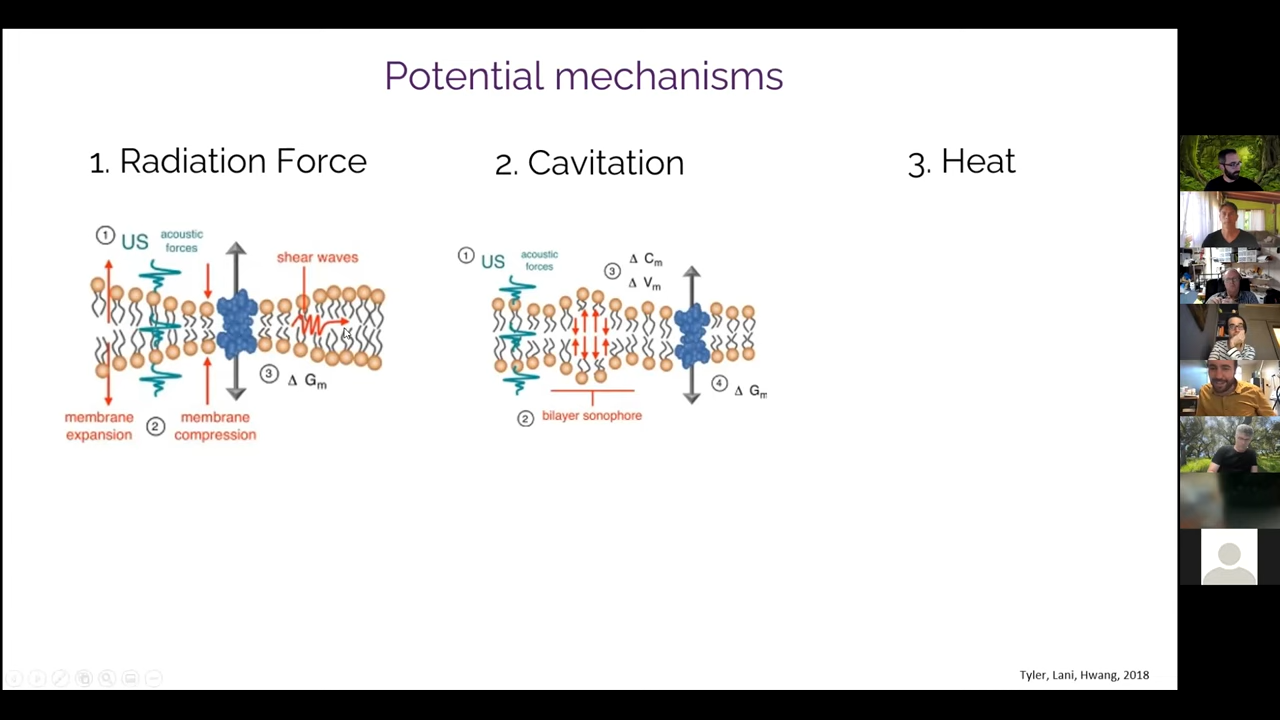 Potential mechanisms
1. Radiation Force
2. Cavitation
3. Heat
1
US
acoustic
forces
shear waves
3
Δ Gm
membrane
expansion
2
membrane
compression
1
US
acoustic
forces
3
Δ Cm
Δ Vm
4
Δ Gm
2
bilayer sonophore
Tyler, Lani, Hwang, 2018